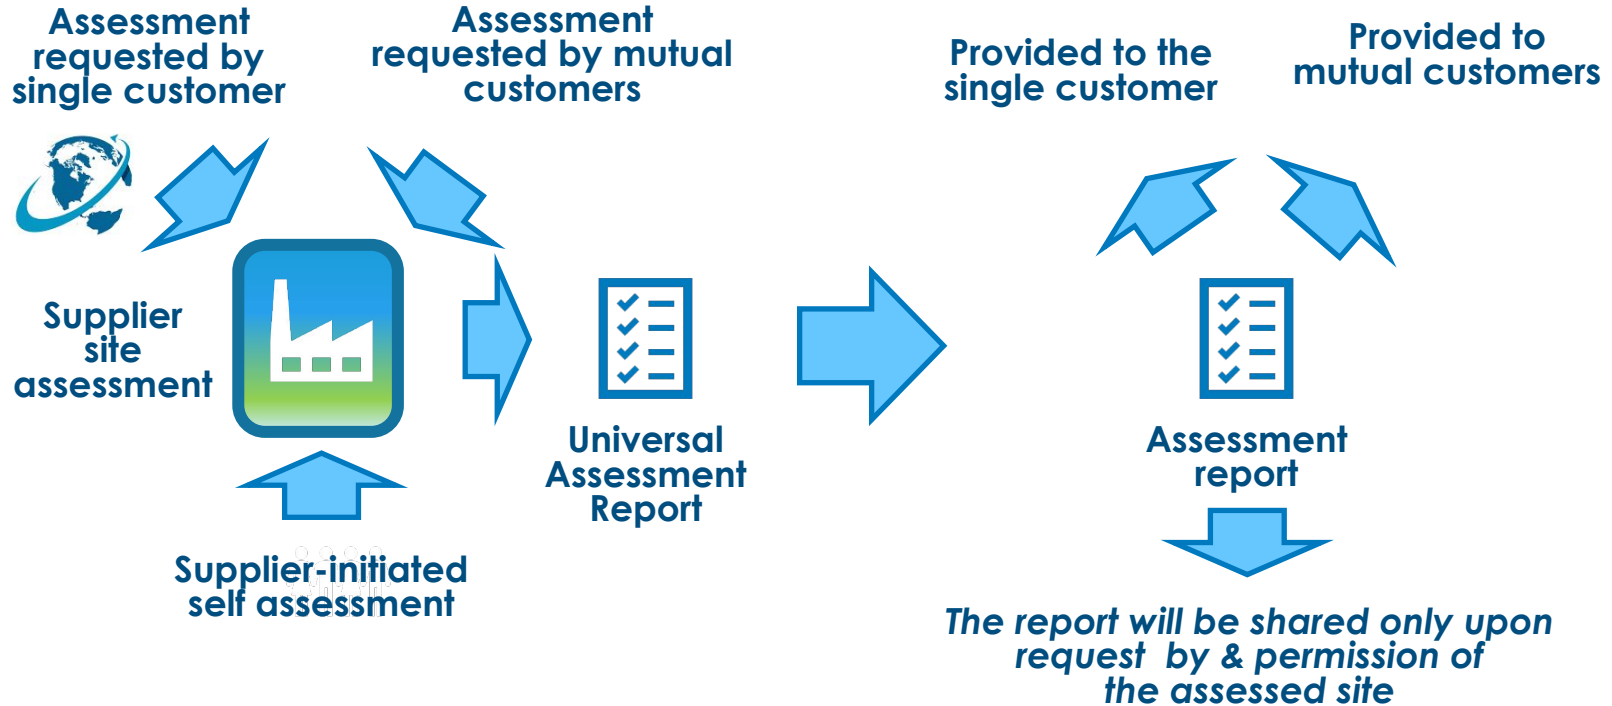 Assessment
requested by
single customer
Assessment
requested by mutual
customers
Provided to the
single customer
Provided to
mutual customers
Supplier
site
assessment
Universal
Assessment
Report
Assessment
report
Supplier-initiated
self assessment
The report will be shared only upon
request by & permission of
the assessed site